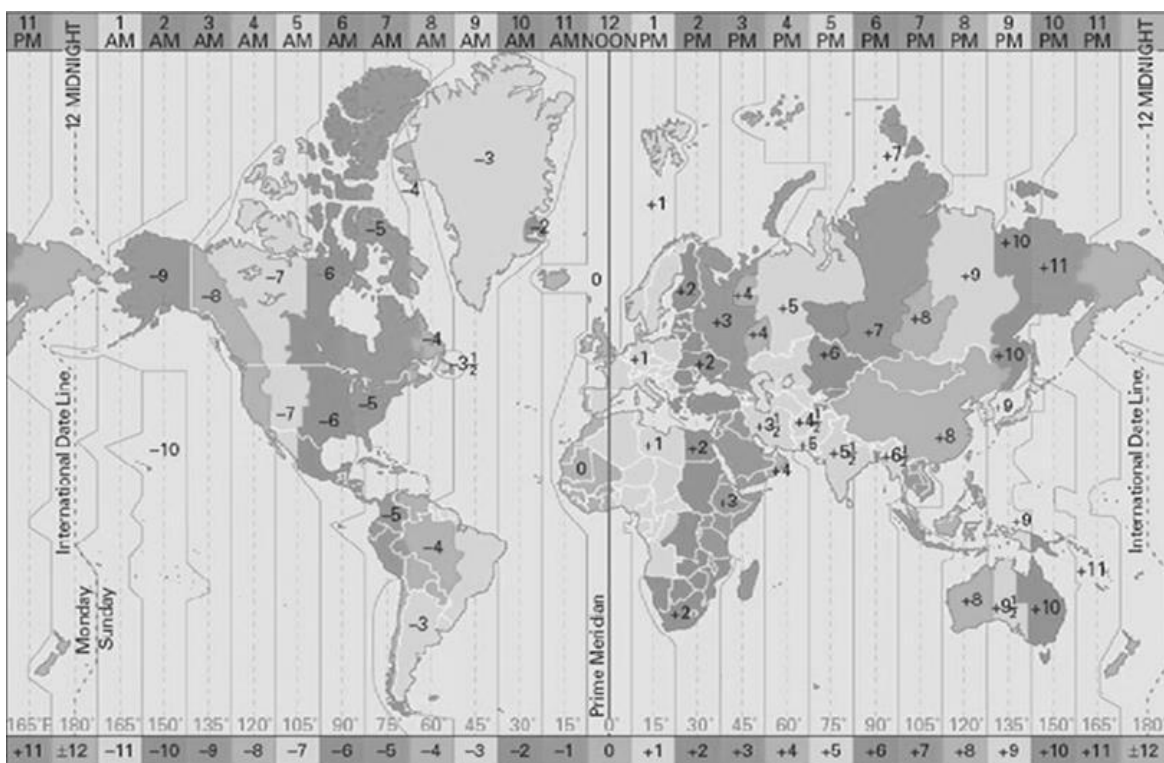 11 PM
12 MIDNIGHT
1 AM
2 AM
3 AM
4 AM
5 AM
6 AM
7 AM
8 AM
9 AM
10 AM
11 AM
12 NOON
1 PM
2 PM
3 PM
4 PM
5 PM
6 PM
7 PM
8 PM
9 PM
10 PM
11 PM
12 MIDNIGHT
+7
–3
–4
+1
–2
–5
+10
–9
–7
–6
0
+9
+11
–8
+2
+4
+5
+3
+7
+8
–4
+4
–3½
+1
+2
+6
+10
–7
–5
–6
+9
+3½
+4½
–10
+1
+2
+5
+5½
+6½
+8
0
+4
–5
+3
–4
+9
+11
–3
+2
+8
+9½
+10
International Date Line,
Monday
Sunday
Prime Meridian
International Date Line,
165°E 180° 165° 150° 135° 120° 105° 90° 75° 60° 45° 30° 15° 0° 15° 30° 45° 60° 75° 90° 105° 120° 135° 150° 165° 180°
+11 ±12 –11 –10 –9 –8 –7 –6 –5 –4 –3 –2 –1 0 +1 +2 +3 +4 +5 +6 +7 +8 +9 +10 +11 ±12